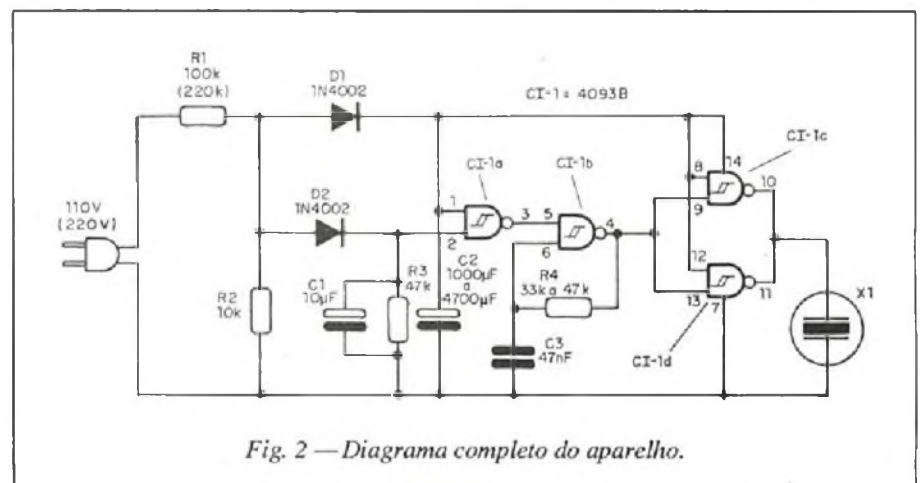 R1
100k
(220k)
D1
1N4002
CI-1 = 4093B
CI-1c
14
8
10
9
CI-1a
CI-1b
1
3
5
4
2
6
110V
(220V)
D2
1N4002
R2
10k
C1
10µF
R3
47k
C2
1000µF
a
4700µF
R4
33k a 47k
C3
47nF
12
11
13
7
CI-1d
X1
Fig. 2 — Diagrama completo do aparelho.